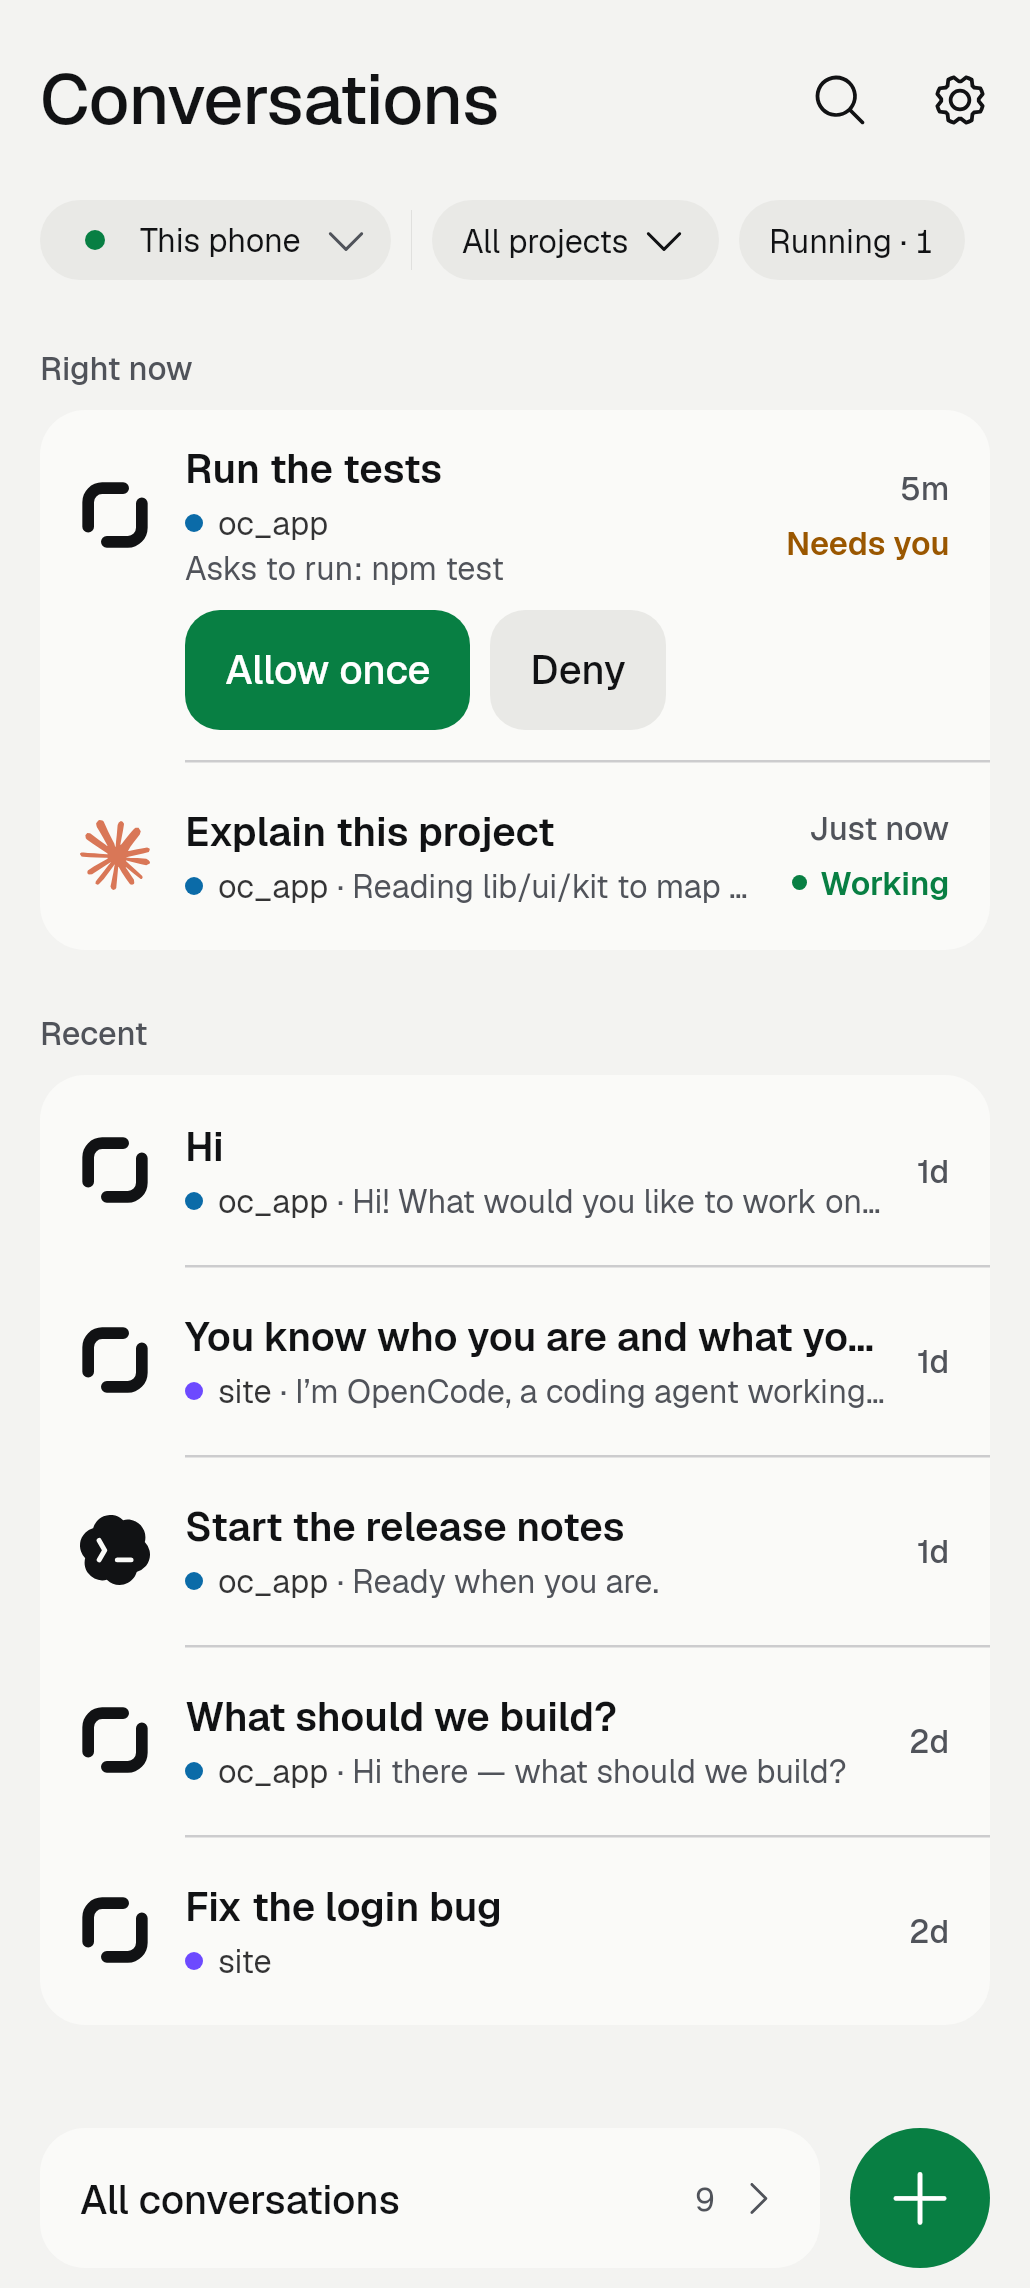 Conversations
This phone
All projects
Running · 1
Right now
Run the tests
5m
oc_app
Needs you
Asks to run: npm test
Allow once
Deny
Explain this project
Just now
oc_app · Reading lib/ui/kit to map ...
Working
Recent
Hi
1d
oc_app · Hi! What would you like to work on...
You know who you are and what yo...
1d
site · I’m OpenCode, a coding agent working...
Start the release notes
1d
oc_app · Ready when you are.
What should we build?
2d
oc_app · Hi there — what should we build?
Fix the login bug
2d
site
All conversations
9